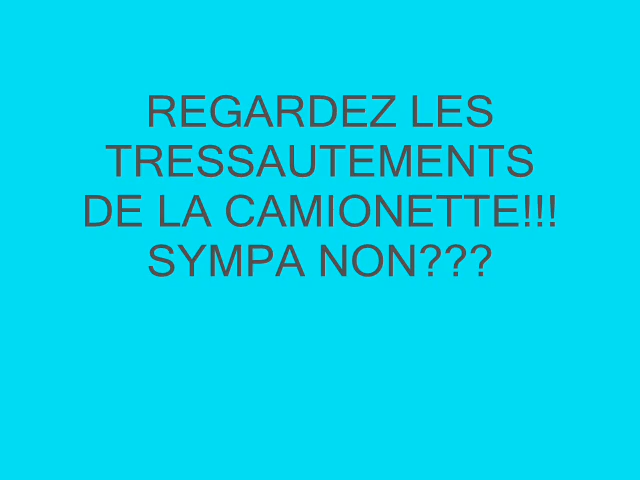 REGARDEZ LES
TRESSAUTEMENTS
DE LA CAMIONETTE!!!
SYMPA NON???